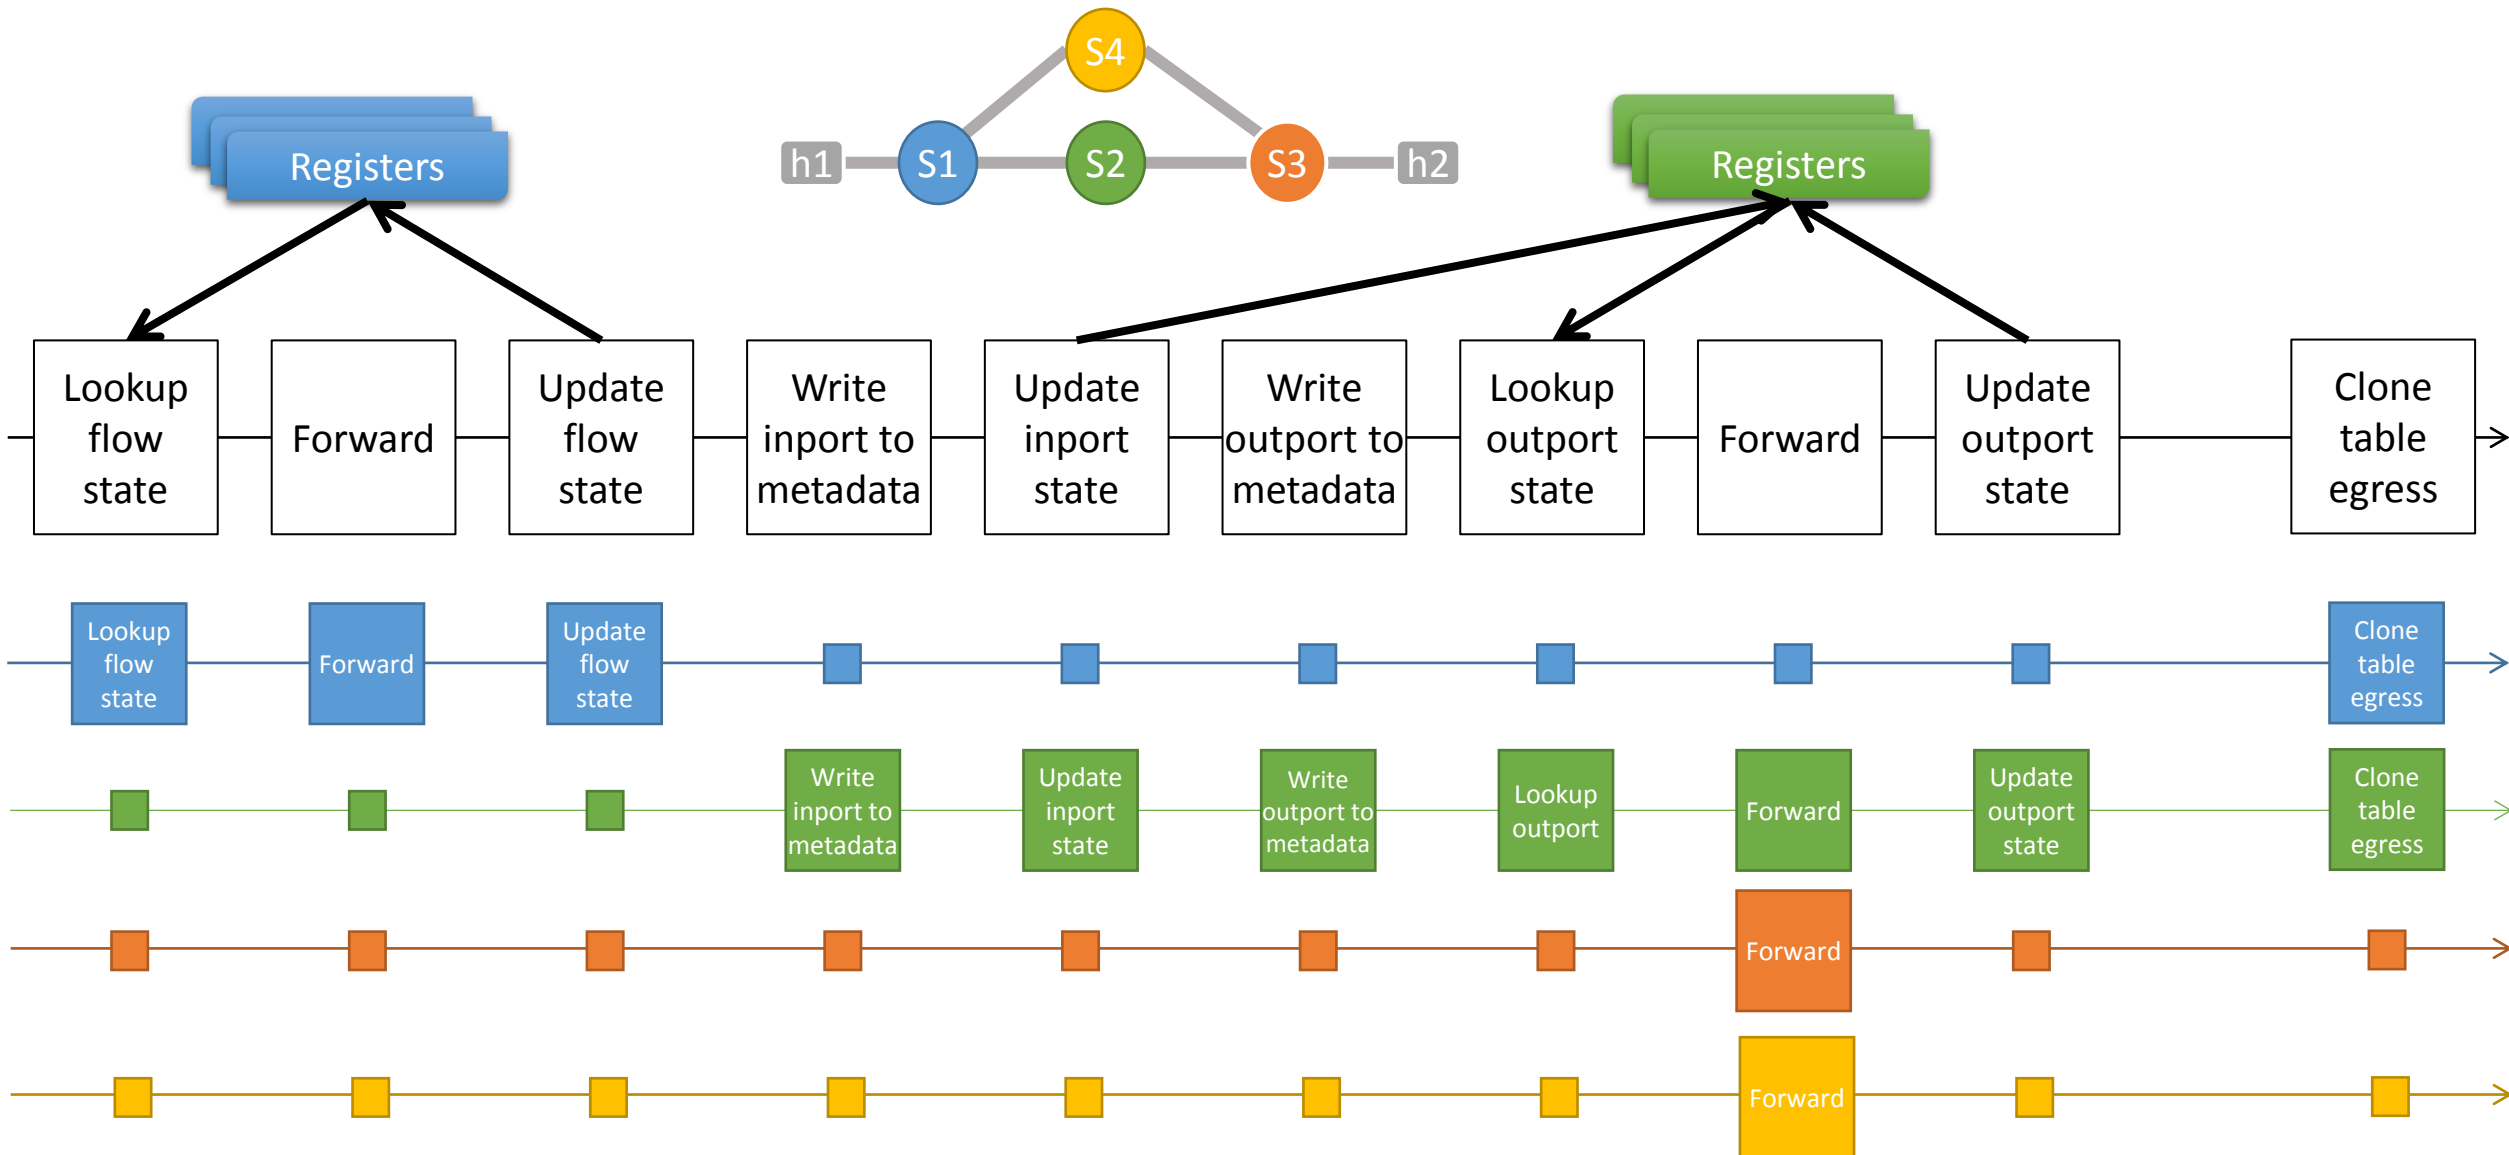 S4
Registers
h1
S1
S2
S3
h2
Registers
Lookup
flow
state
Forward
Update
flow
state
Write
inport to
metadata
Update
inport
state
Write
outport to
metadata
Lookup
outport
state
Forward
Update
outport
state
Clone
table
egress
Lookup
flow
state
Forward
Update
flow
state
Clone
table
egress
Write
inport to
metadata
Update
inport
state
Write
outport to
metadata
Lookup
outport
Forward
Update
outport
state
Clone
table
egress
Forward
Forward